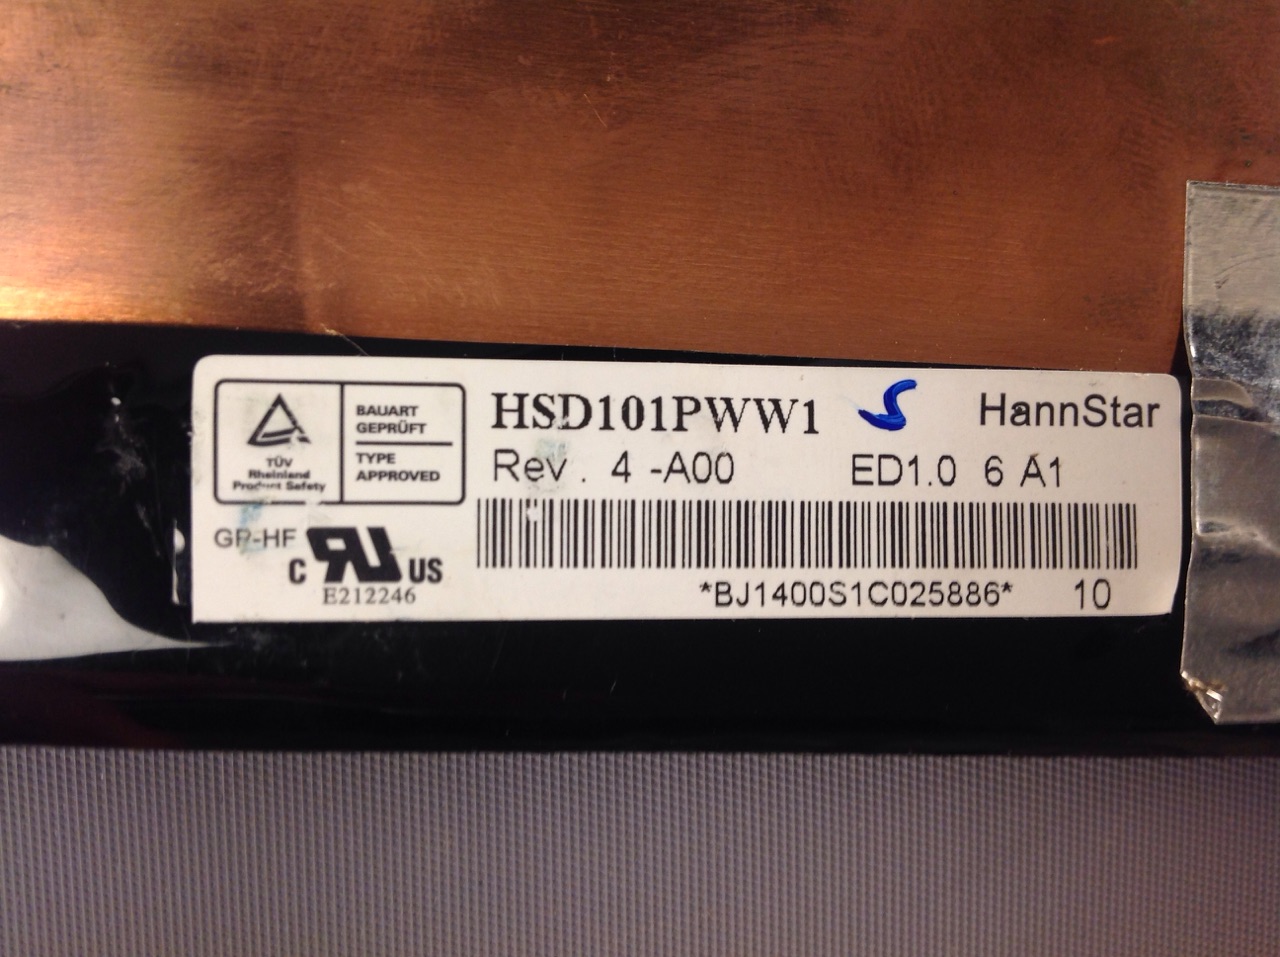 HSD101PWW1 HannStar
Rev. 4 -A00 ED1.0 6 A1
BAUART
GEPRÜFT
TYPE
APPROVED
TÜV
Rheinland
Product Safety
GP-HF
C US
E212246
*BJ1400S1C025886* 10